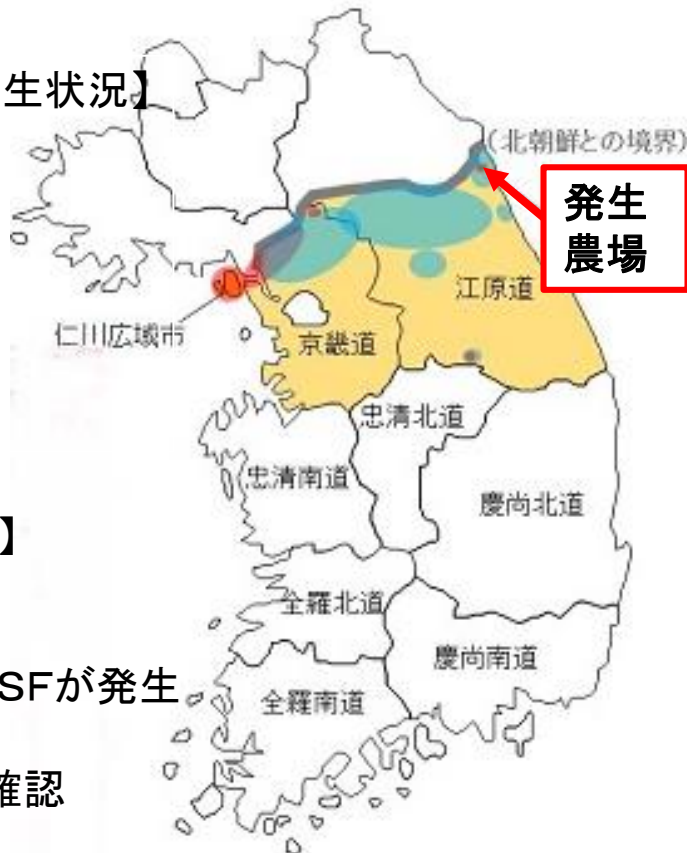 生状況】
(北朝鮮との境界)
発生
農場
江原道
仁川広域市
京畿道
忠清北道
忠清南道
慶尚北道
】
全羅北道
慶尚南道
SFが発生
全羅南道
確認